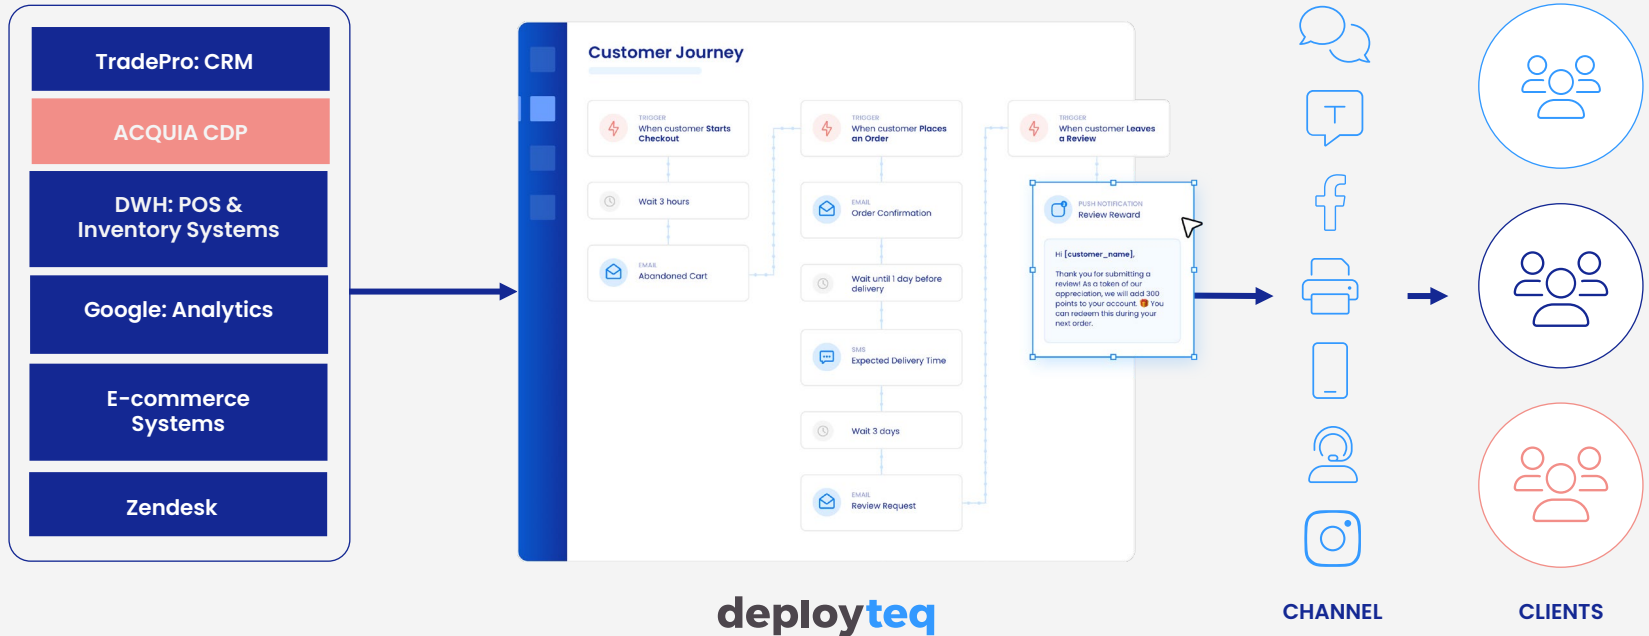 TradePro: CRM
ACQUIA CDP
DWH: POS &
Inventory Systems
Google: Analytics
E-commerce
Systems
Zendesk
Customer Journey
TRIGGER
When customer Starts
Checkout
Wait 3 hours
EMAIL
Abandoned Cart
TRIGGER
When customer Places
an Order
EMAIL
Order Confirmation
Wait until 1 day before
delivery
SMS
Expected Delivery Time
Wait 3 days
EMAIL
Review Request
TRIGGER
When customer Leaves
a Review
PUSH NOTIFICATION
Review Reward
Hi [customer_name],
Thank you for submitting a
review! As a token of our
appreciation, we will add 300
points to your account. 🎁 You
can redeem this during your
next order.
T
CHANNEL
CLIENTS
deployteq